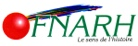 FNARH
Le sens de l'histoire